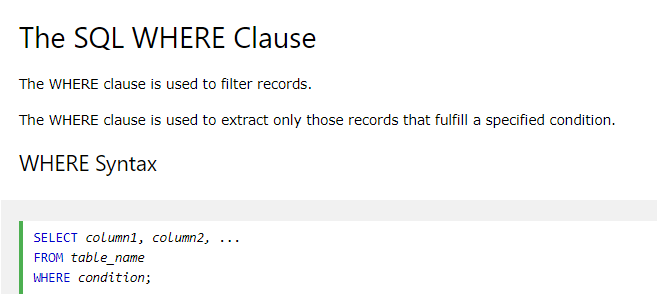 The SQL WHERE Clause
The WHERE clause is used to filter records.
The WHERE clause is used to extract only those records that fulfill a specified condition.
WHERE Syntax
SELECT column1, column2, ...
FROM table_name
WHERE condition;